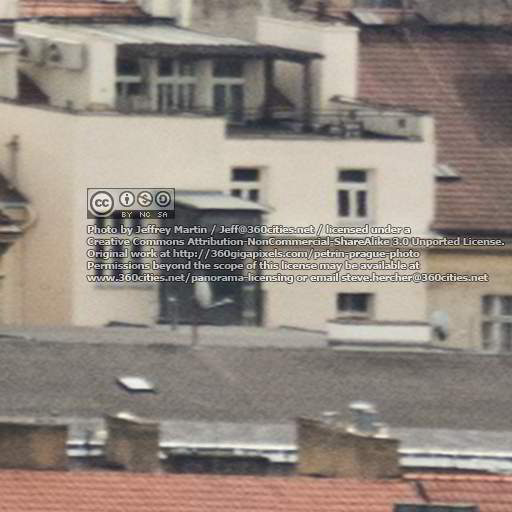 cc BY NC SA
Photo by Jeffrey Martin / Jeff@360cities.net / licensed under a
Creative Commons Attribution-NonCommercial-ShareAlike 3.0 Unported License.
Original work at http://360gigapixels.com/petrin-prague-photo
Permissions beyond the scope of this license may be available at
www.360cities.net/panorama-licensing or email steve.hercher@360cities.net